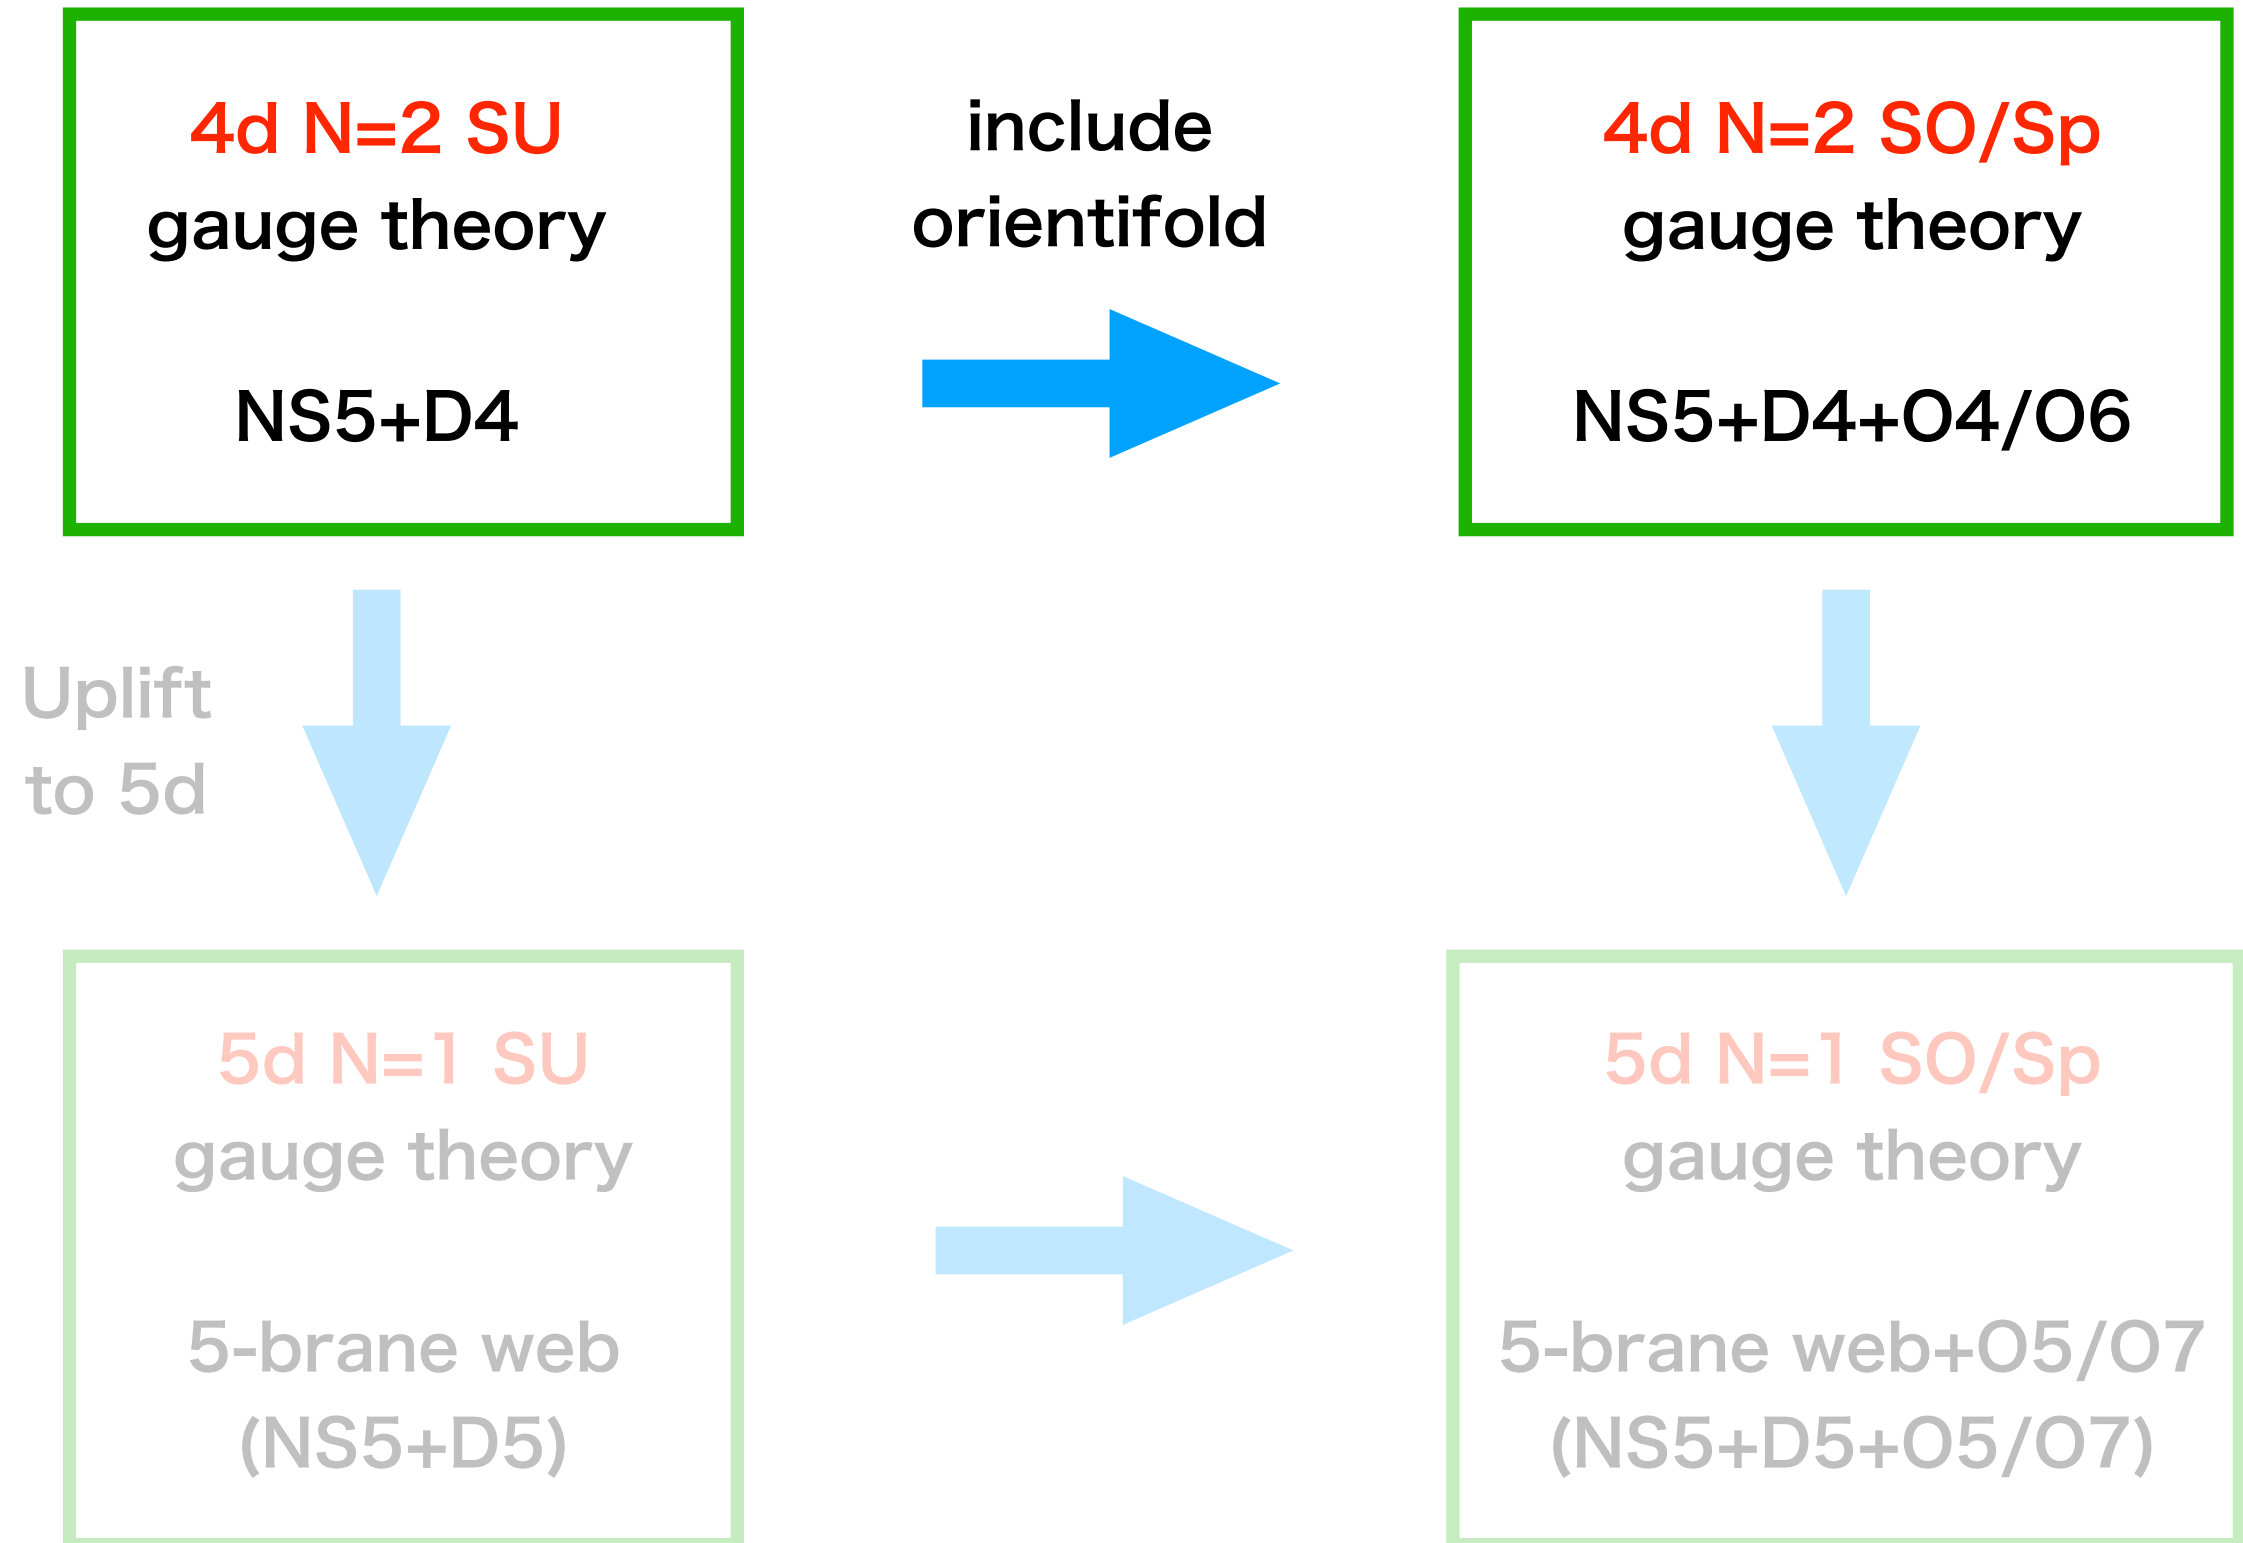 4d N=2 SU
gauge theory
NS5+D4
include
orientifold
4d N=2 SO/Sp
gauge theory
NS5+D4+O4/O6
Uplift
to 5d
5d N=1 SU
gauge theory
5-brane web
(NS5+D5)
5d N=1 SO/Sp
gauge theory
5-brane web+O5/O7
(NS5+D5+O5/O7)